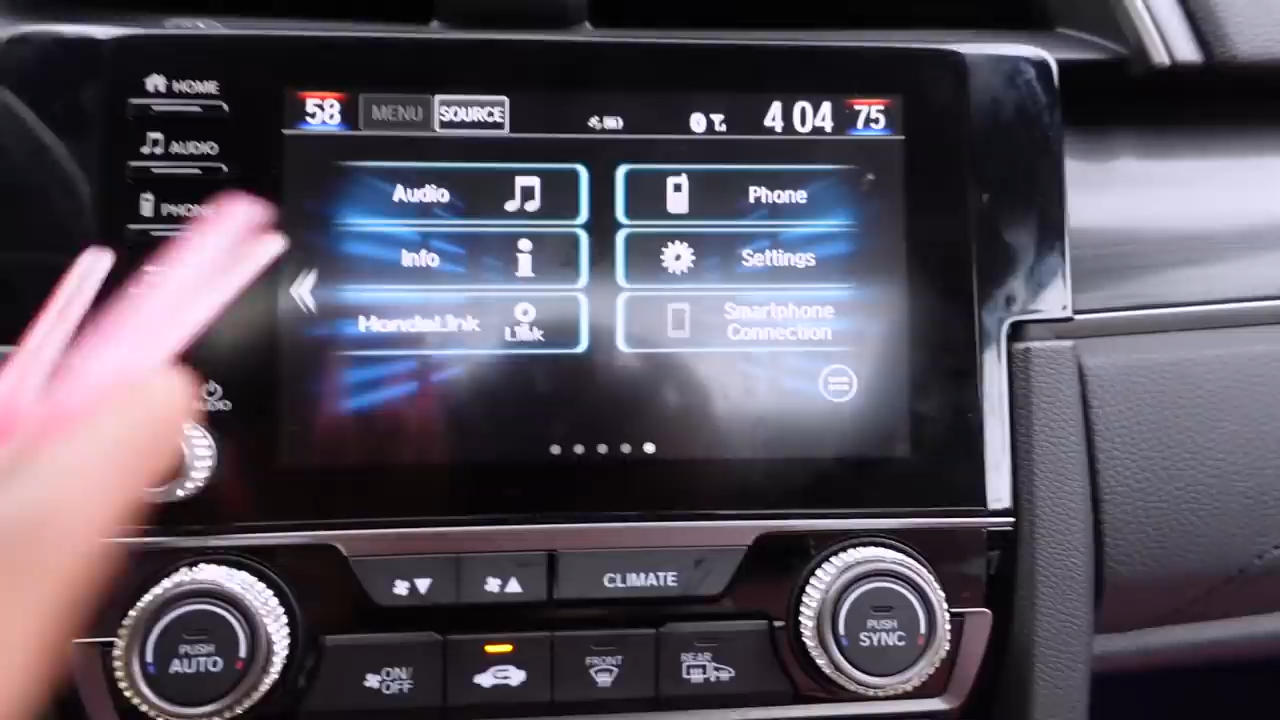 HOME
58
MENU
SOURCE
4 04
75
AUDIO
Audio
Phone
PHONE
Info
Settings
HondaLink
Link
Smartphone
Connection
AUDIO
CLIMATE
PUSH
AUTO
PUSH
SYNC
ON/
OFF
FRONT
REAR